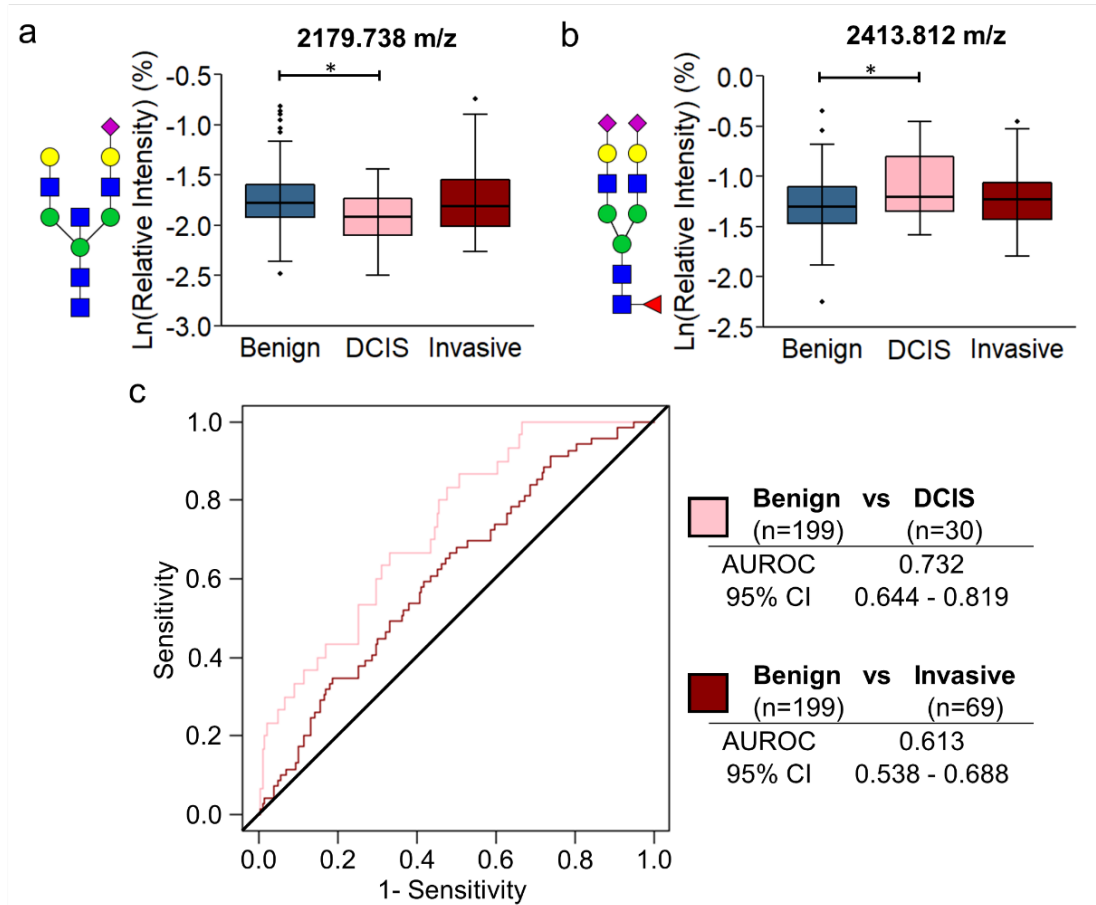 a
2179.738 m/z
*
Ln(Relative Intensity) (%)
-0.5
-1.0
-1.5
-2.0
-2.5
-3.0
Benign DCIS Invasive
b
2413.812 m/z
*
Ln(Relative Intensity) (%)
0.0
-0.5
-1.0
-1.5
-2.0
-2.5
Benign DCIS Invasive
c
Sensitivity
1.0
0.8
0.6
0.4
0.2
0.0
0.0 0.2 0.4 0.6 0.8 1.0
1- Sensitivity
Benign vs DCIS
(n=199) (n=30)
AUROC 0.732
95% CI 0.644 - 0.819
Benign vs Invasive
(n=199) (n=69)
AUROC 0.613
95% CI 0.538 - 0.688